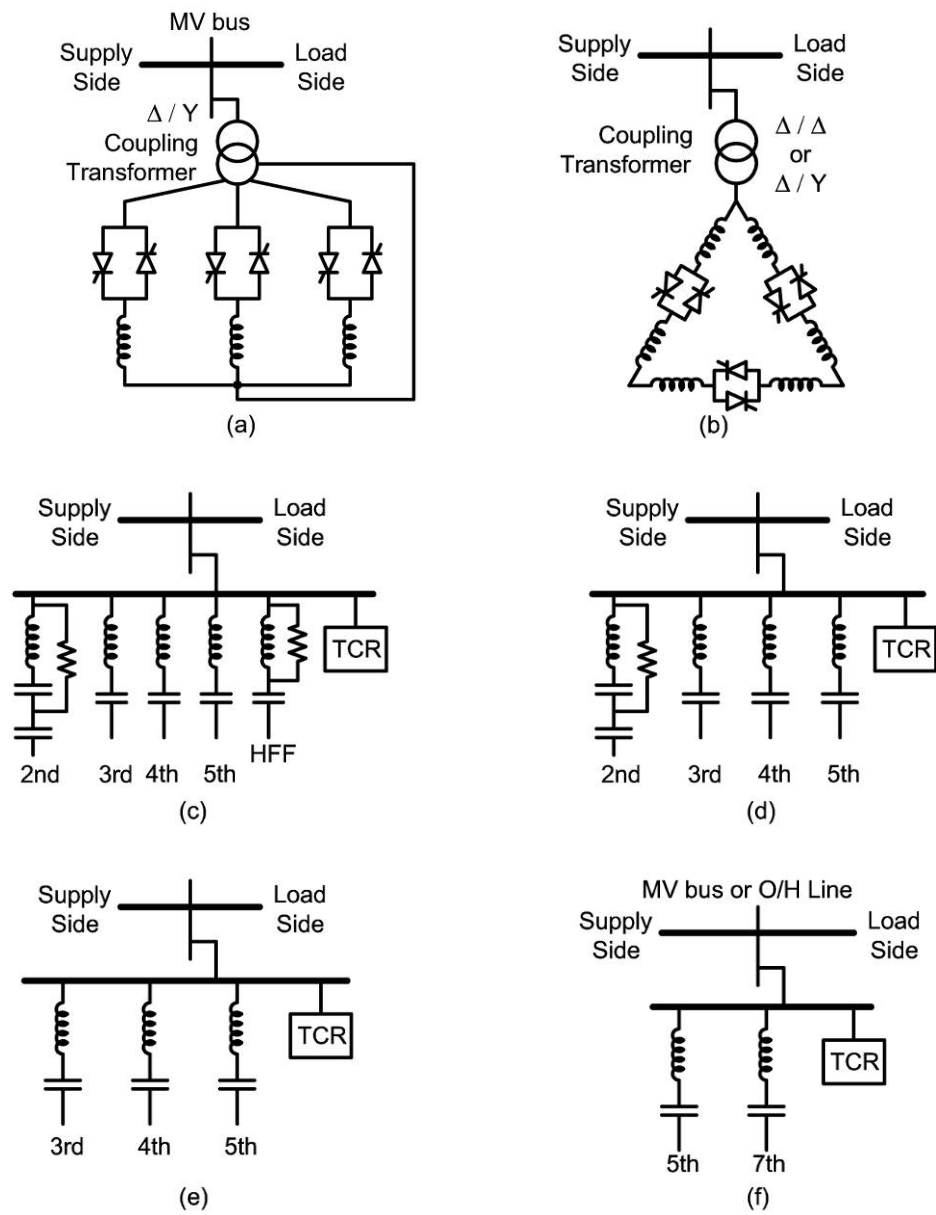 MV bus
Supply
Side
Load
Side
Δ / Y
Coupling
Transformer
(a)
Supply
Side
Load
Side
Coupling
Transformer
Δ / Δ
or
Δ / Y
(b)
Supply
Side
Load
Side
TCR
HFF
2nd 3rd 4th 5th
(c)
Supply
Side
Load
Side
TCR
2nd 3rd 4th 5th
(d)
Supply
Side
Load
Side
TCR
3rd 4th 5th
(e)
MV bus or O/H Line
Supply
Side
Load
Side
TCR
5th 7th
(f)